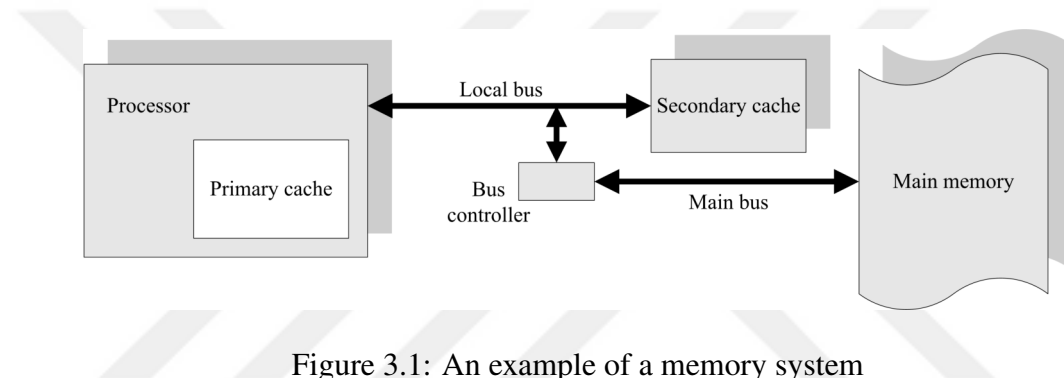 Local bus
Processor
Secondary cache
Primary cache
Bus
controller
Main bus
Main memory
Figure 3.1: An example of a memory system